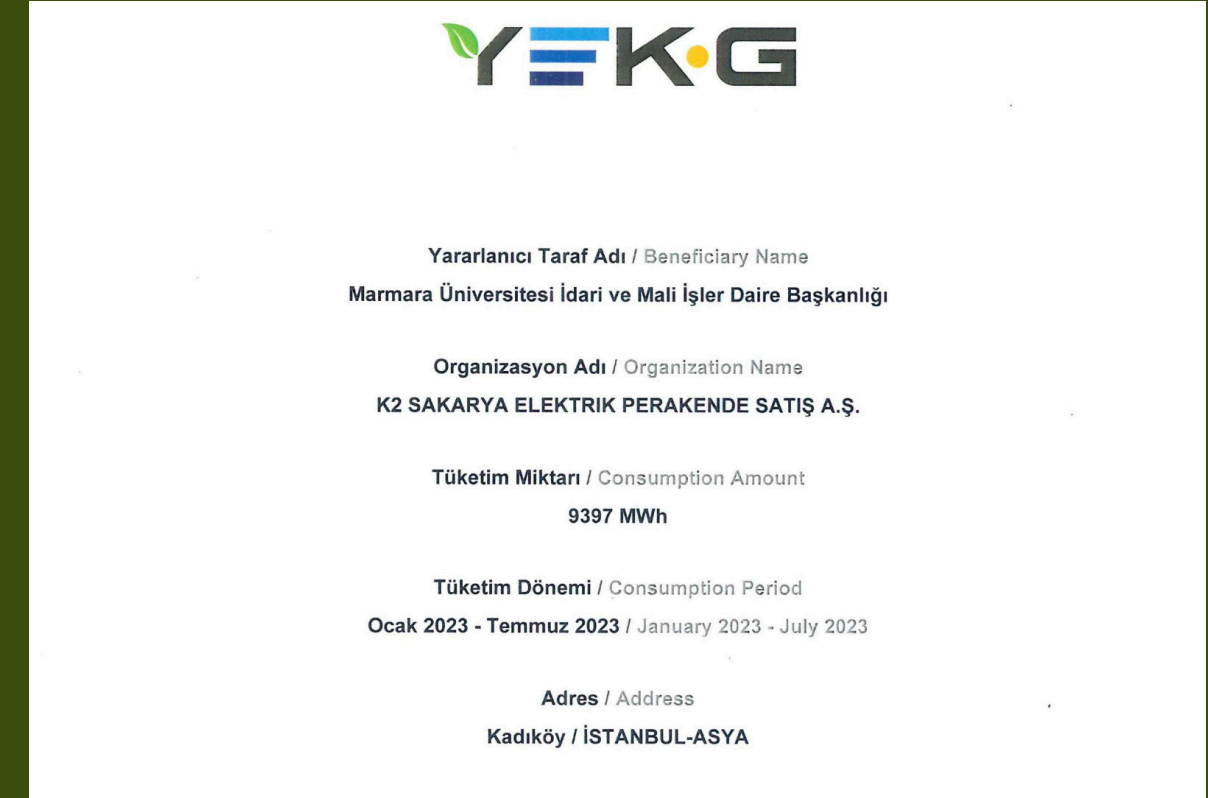 YEK·G
Yararlanıcı Taraf Adı / Beneficiary Name
Marmara Üniversitesi İdari ve Mali İşler Daire Başkanlığı
Organizasyon Adı / Organization Name
K2 SAKARYA ELEKTRIK PERAKENDE SATIŞ A.Ş.
Tüketim Miktarı / Consumption Amount
9397 MWh
Tüketim Dönemi / Consumption Period
Ocak 2023 - Temmuz 2023 / January 2023 - July 2023
Adres / Address
Kadıköy / İSTANBUL-ASYA